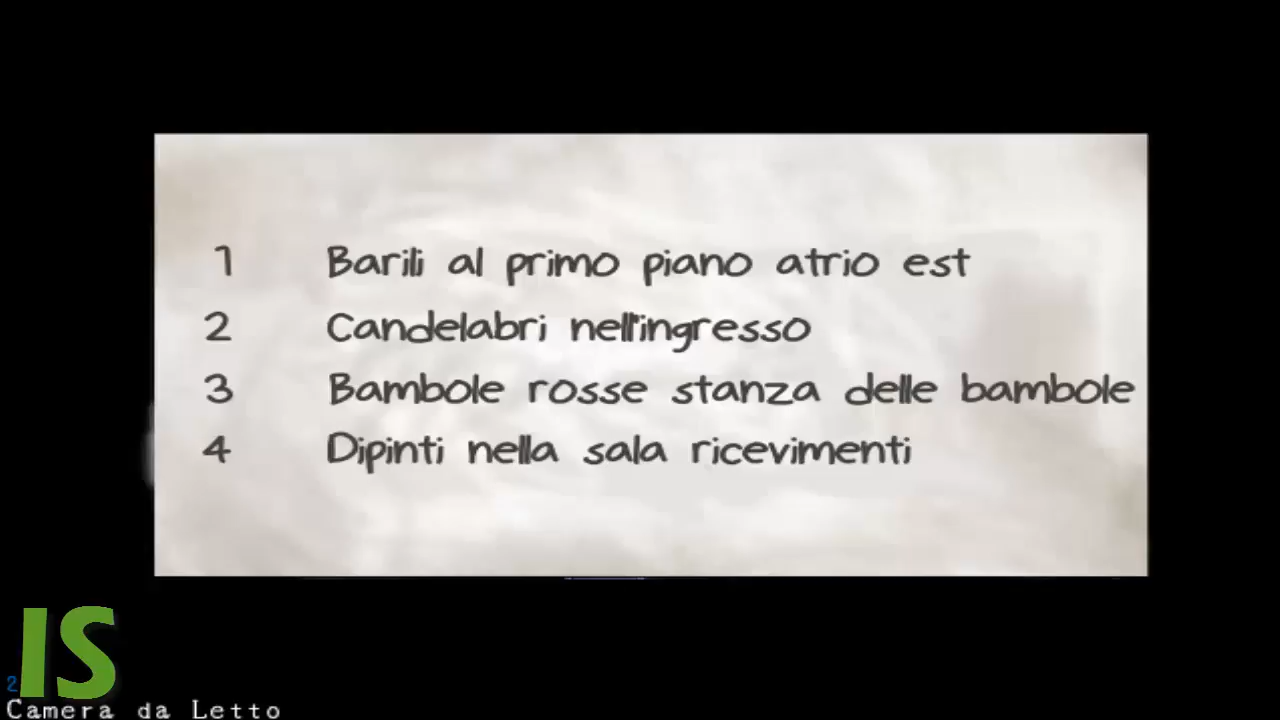 1 Barili al primo piano atrio est
2 Candelabri nell'ingresso
3 Bambole rosse stanza delle bambole
4 Dipinti nella sala ricevimenti
IS
2
Camera da Letto